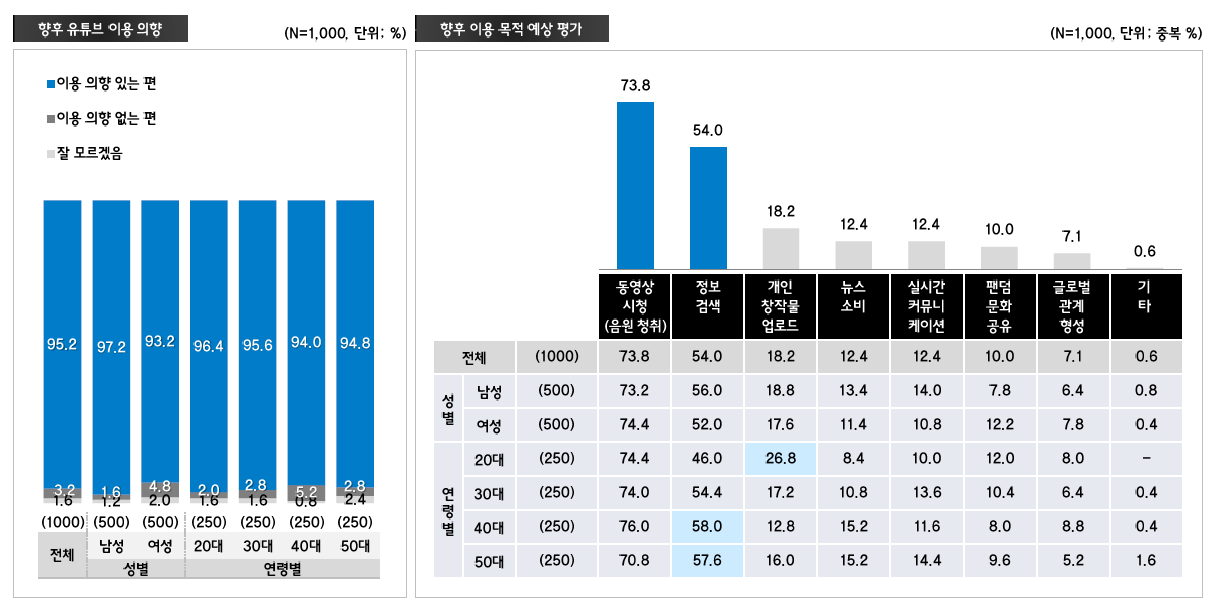 향후 유튜브 이용 의향
(N=1,000, 단위; %)
이용 의향 있는 편
이용 의향 없는 편
잘 모르겠음
95.2 97.2 93.2 96.4 95.6 94.0 94.8
3.2 1.6 4.8 2.0 2.8 5.2 2.8
1.6 1.2 2.0 1.6 1.6 0.8 2.4
(1000) (500) (500) (250) (250) (250) (250)
전체 남성 여성 20대 30대 40대 50대
성별 연령별
향후 이용 목적 예상 평가
(N=1,000, 단위; 중복 %)
73.8 54.0 18.2 12.4 12.4 10.0 7.1 0.6
동영상 정보 개인 뉴스 실시간 팬덤 글로벌 기
시청 검색 창작물 소비 커뮤니 문화 관계 타
(음원 청취) 업로드 케이션 공유 형성
전체 (1000) 73.8 54.0 18.2 12.4 12.4 10.0 7.1 0.6
성별
남성 (500) 73.2 56.0 18.8 13.4 14.0 7.8 6.4 0.8
여성 (500) 74.4 52.0 17.6 11.4 10.8 12.2 7.8 0.4
연령별
20대 (250) 74.4 46.0 26.8 8.4 10.0 12.0 8.0 -
30대 (250) 74.0 54.4 17.2 10.8 13.6 10.4 6.4 0.4
40대 (250) 76.0 58.0 12.8 15.2 11.6 8.0 8.8 0.4
50대 (250) 70.8 57.6 16.0 15.2 14.4 9.6 5.2 1.6